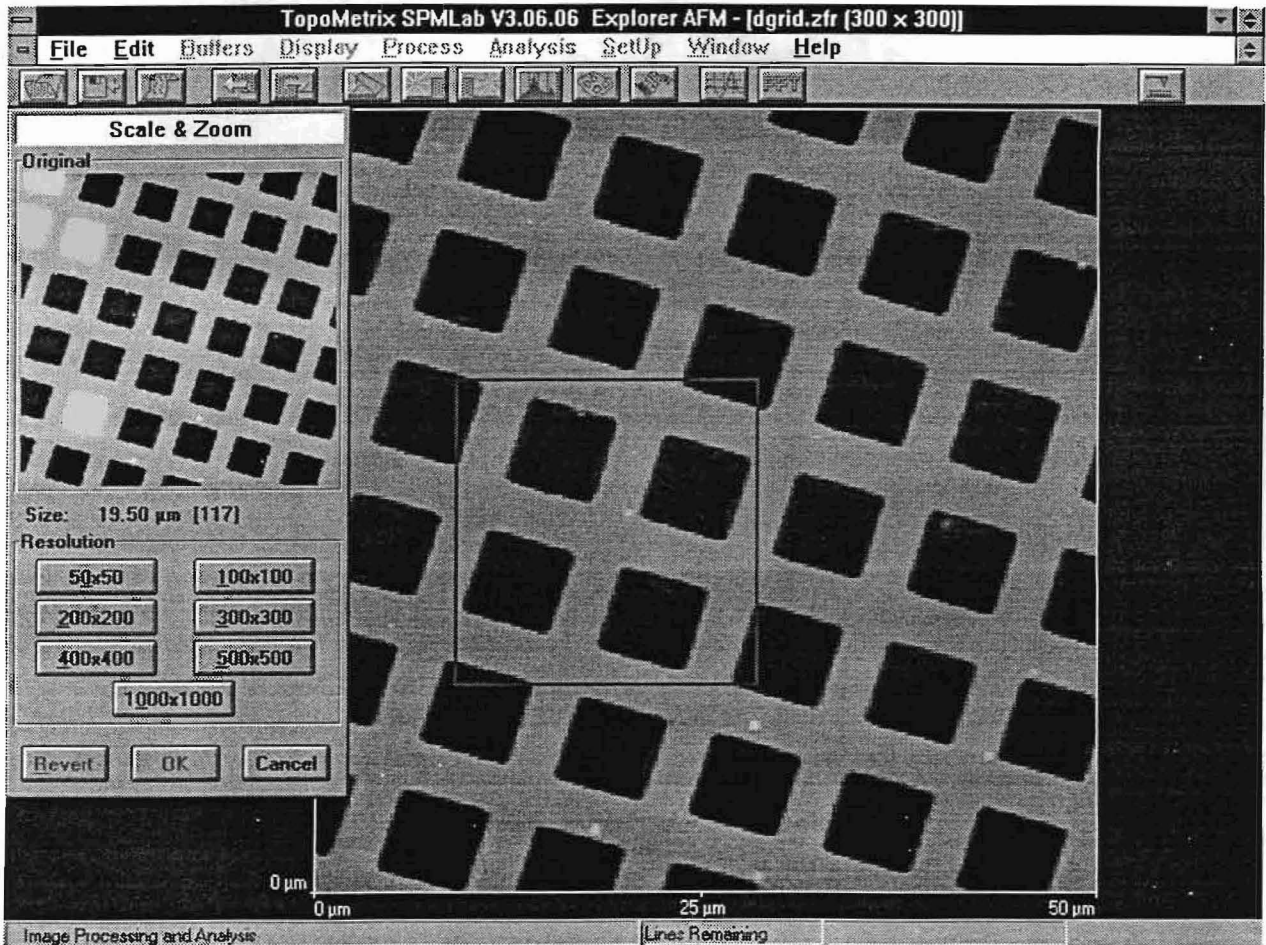 TopoMetrix SPMLab V3.06.06 Explorer AFM - [dgrid.zfr (300 x 300)]
File Edit Buffers Display Process Analysis SetUp Window Help
Scale & Zoom
Original
Size: 19.50 µm [117]
Resolution
50x50 100x100
200x200 300x300
400x400 500x500
1000x1000
Revert OK Cancel
0 µm
0 µm 25 µm 50 µm
Image Processing and Analysis Lines Remaining